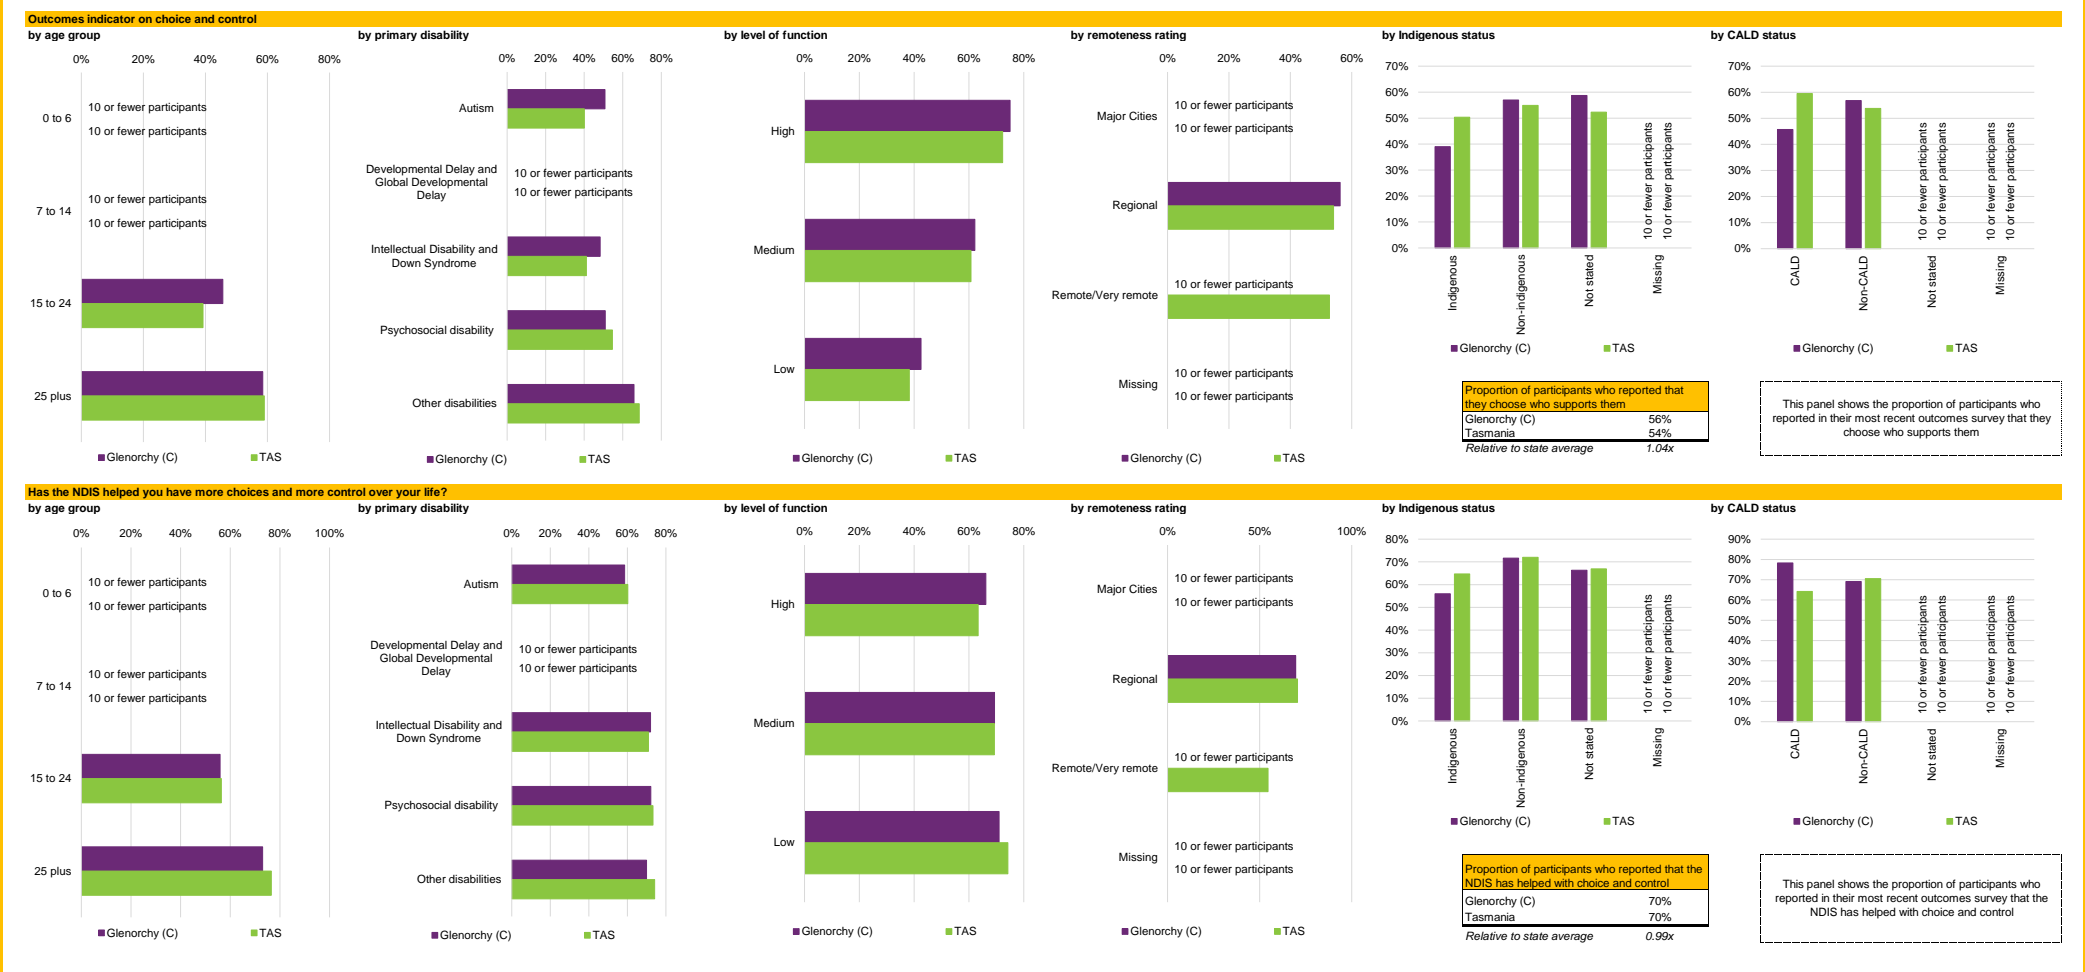 Outcomes indicator on choice and control
by age group
0% 20% 40% 60% 80%
0 to 6
10 or fewer participants
10 or fewer participants
7 to 14
10 or fewer participants
10 or fewer participants
15 to 24
25 plus
Glenorchy (C) TAS
by primary disability
0% 20% 40% 60% 80%
Autism
Developmental Delay and
Global Developmental
Delay
10 or fewer participants
10 or fewer participants
Intellectual Disability and
Down Syndrome
Psychosocial disability
Other disabilities
Glenorchy (C) TAS
by level of function
0% 20% 40% 60% 80%
High
Medium
Low
Glenorchy (C) TAS
by remoteness rating
0% 20% 40% 60%
Major Cities
10 or fewer participants
10 or fewer participants
Regional
Remote/Very remote
10 or fewer participants
Missing
10 or fewer participants
10 or fewer participants
Glenorchy (C) TAS
by Indigenous status
70%
60%
50%
40%
30%
20%
10%
0%
10 or fewer participants
10 or fewer participants
Indigenous
Non-indigenous
Not stated
Missing
Glenorchy (C) TAS
Proportion of participants who reported that
they choose who supports them
Glenorchy (C) 56%
Tasmania 54%
Relative to state average 1.04x
by CALD status
70%
60%
50%
40%
30%
20%
10%
0%
10 or fewer participants
10 or fewer participants
10 or fewer participants
10 or fewer participants
CALD
Non-CALD
Not stated
Missing
Glenorchy (C) TAS
This panel shows the proportion of participants who
reported in their most recent outcomes survey that they
choose who supports them
Has the NDIS helped you have more choices and more control over your life?
by age group
0% 20% 40% 60% 80% 100%
0 to 6
10 or fewer participants
10 or fewer participants
7 to 14
10 or fewer participants
10 or fewer participants
15 to 24
25 plus
Glenorchy (C) TAS
by primary disability
0% 20% 40% 60% 80%
Autism
Developmental Delay and
Global Developmental
Delay
10 or fewer participants
10 or fewer participants
Intellectual Disability and
Down Syndrome
Psychosocial disability
Other disabilities
Glenorchy (C) TAS
by level of function
0% 20% 40% 60% 80%
High
Medium
Low
Glenorchy (C) TAS
by remoteness rating
0% 50% 100%
Major Cities
10 or fewer participants
10 or fewer participants
Regional
Remote/Very remote
10 or fewer participants
Missing
10 or fewer participants
10 or fewer participants
Glenorchy (C) TAS
by Indigenous status
80%
70%
60%
50%
40%
30%
20%
10%
0%
10 or fewer participants
10 or fewer participants
Indigenous
Non-indigenous
Not stated
Missing
Glenorchy (C) TAS
Proportion of participants who reported that the
NDIS has helped with choice and control
Glenorchy (C) 70%
Tasmania 70%
Relative to state average 0.99x
by CALD status
90%
80%
70%
60%
50%
40%
30%
20%
10%
0%
10 or fewer participants
10 or fewer participants
10 or fewer participants
10 or fewer participants
CALD
Non-CALD
Not stated
Missing
Glenorchy (C) TAS
This panel shows the proportion of participants who
reported in their most recent outcomes survey that the
NDIS has helped with choice and control